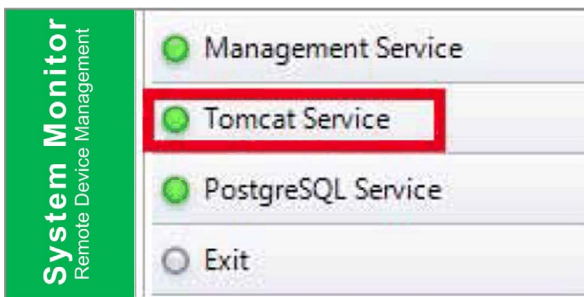 System Monitor
Remote Device Management
Management Service
Tomcat Service
PostgreSQL Service
Exit